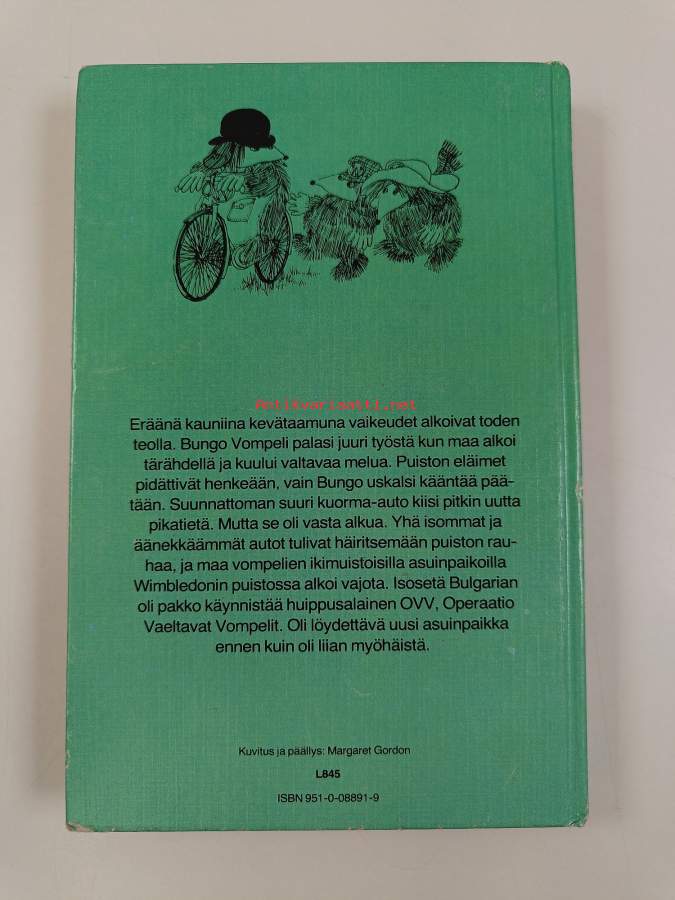 Antikvariaatti.net
Eräänä kauniina kevätaamuna vaikeudet alkoivat toden
teolla. Bungo Vompeli palasi juuri työstä kun maa alkoi
tärähdellä ja kuului valtavaa melua. Puiston eläimet
pidättivät henkeään, vain Bungo uskalsi kääntää pää-
tään. Suunnattoman suuri kuorma-auto kiisi pitkin uutta
pikatietä. Mutta se oli vasta alkua. Yhä isommat ja
äänekkäämmät autot tulivat häiritsemään puiston rau-
haa, ja maa vompelien ikimuistoisilla asuinpaikoilla
Wimbledonin puistossa alkoi vajota. Isosetä Bulgarian
oli pakko käynnistää huippusalainen OVV, Operaatio
Vaeltavat Vompelit. Oli löydettävä uusi asuinpaikka
ennen kuin oli liian myöhäistä.
Kuvitus ja päällys: Margaret Gordon
L845
ISBN 951-0-08891-9